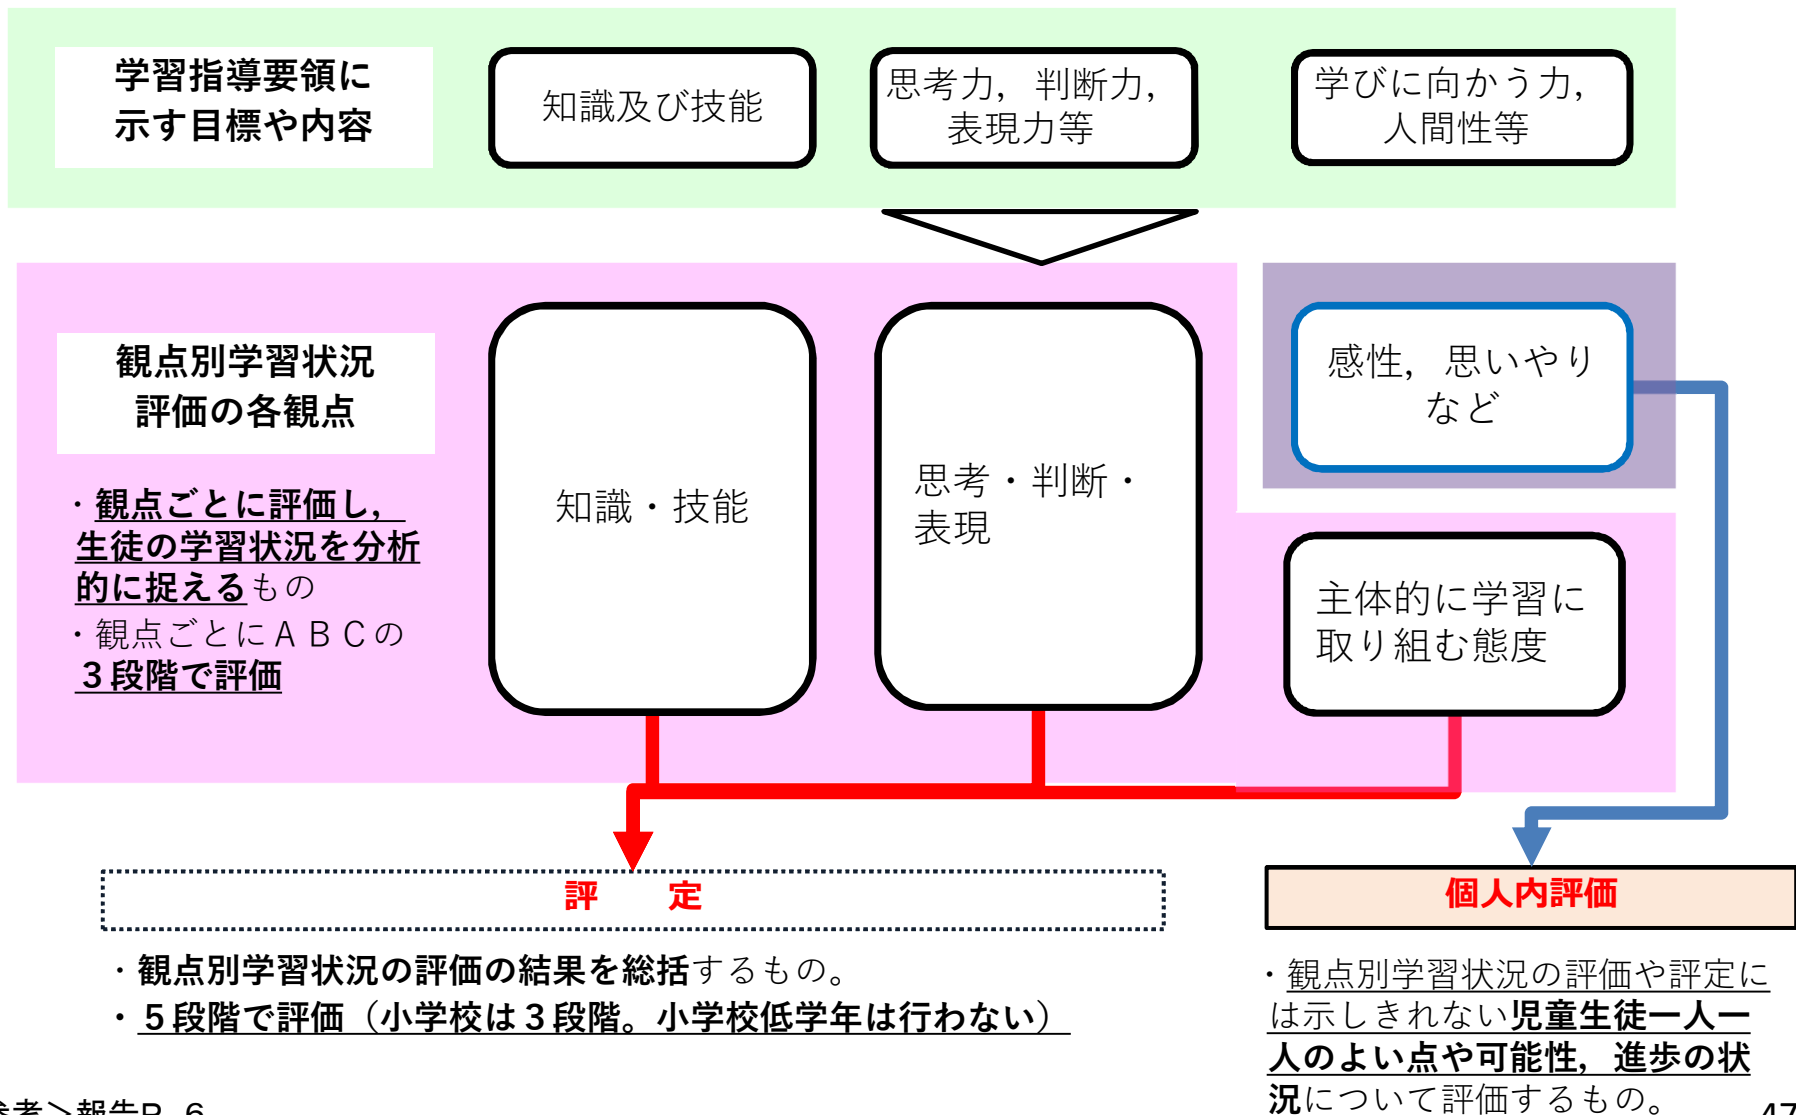 学習指導要領に
示す目標や内容
知識及び技能
思考力，判断力，
表現力等
学びに向かう力，
人間性等
観点別学習状況
評価の各観点
・観点ごとに評価し，
生徒の学習状況を分析
的に捉えるもの
・観点ごとにＡＢＣの
３段階で評価
知識・技能
思考・判断・
表現
感性，思いやり
など
主体的に学習に
取り組む態度
評　定
・観点別学習状況の評価の結果を総括するもの。
・５段階で評価（小学校は３段階。小学校低学年は行わない）
個人内評価
・観点別学習状況の評価や評定に
は示しきれない児童生徒一人一
人のよい点や可能性，進歩の状
況について評価するもの。
参考＞報告P.6
47